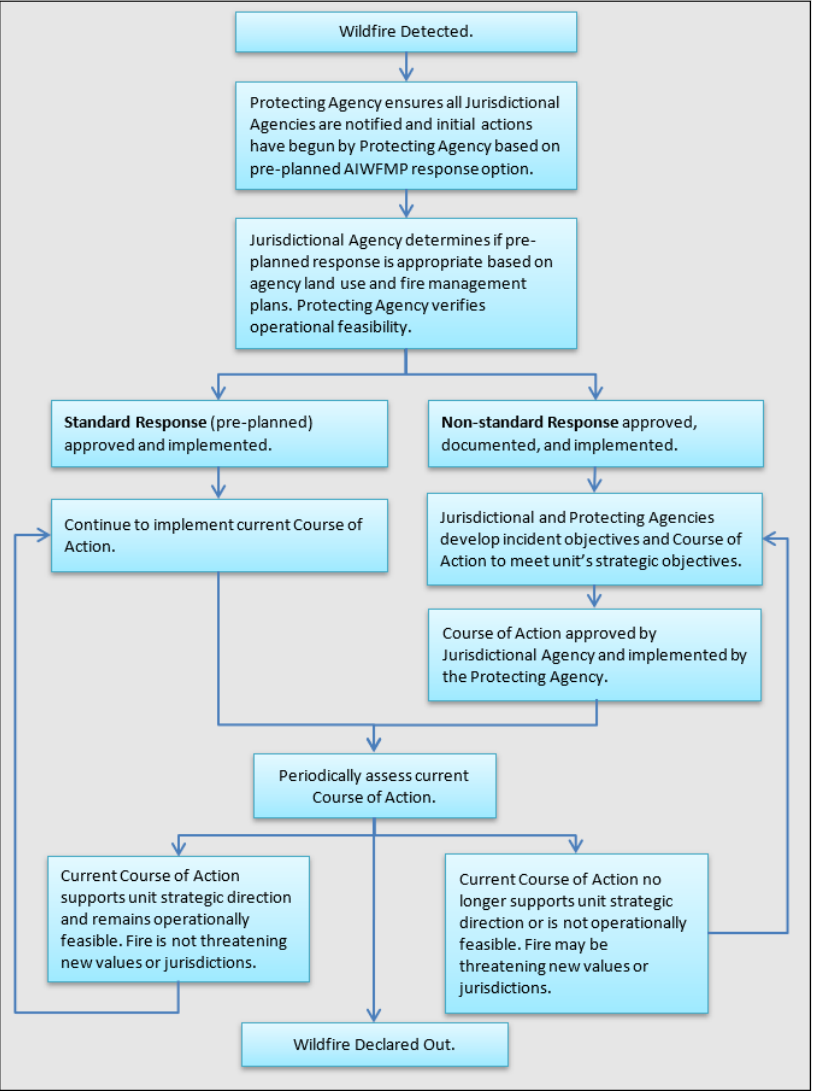 Wildfire Detected.
Protecting Agency ensures all Jurisdictional
Agencies are notified and initial actions
have begun by Protecting Agency based on
pre-planned AIWFMP response option.
Jurisdictional Agency determines if pre-
planned response is appropriate based on
agency land use and fire management
plans. Protecting Agency verifies
operational feasibility.
Standard Response (pre-planned)
approved and implemented.
Non-standard Response approved,
documented, and implemented.
Continue to implement current Course of
Action.
Jurisdictional and Protecting Agencies
develop incident objectives and Course of
Action to meet unit’s strategic objectives.
Course of Action approved by
Jurisdictional Agency and implemented by
the Protecting Agency.
Periodically assess current
Course of Action.
Current Course of Action
supports unit strategic direction
and remains operationally
feasible. Fire is not threatening
new values or jurisdictions.
Current Course of Action no
longer supports unit strategic
direction or is not operationally
feasible. Fire may be
threatening new values or
jurisdictions.
Wildfire Declared Out.